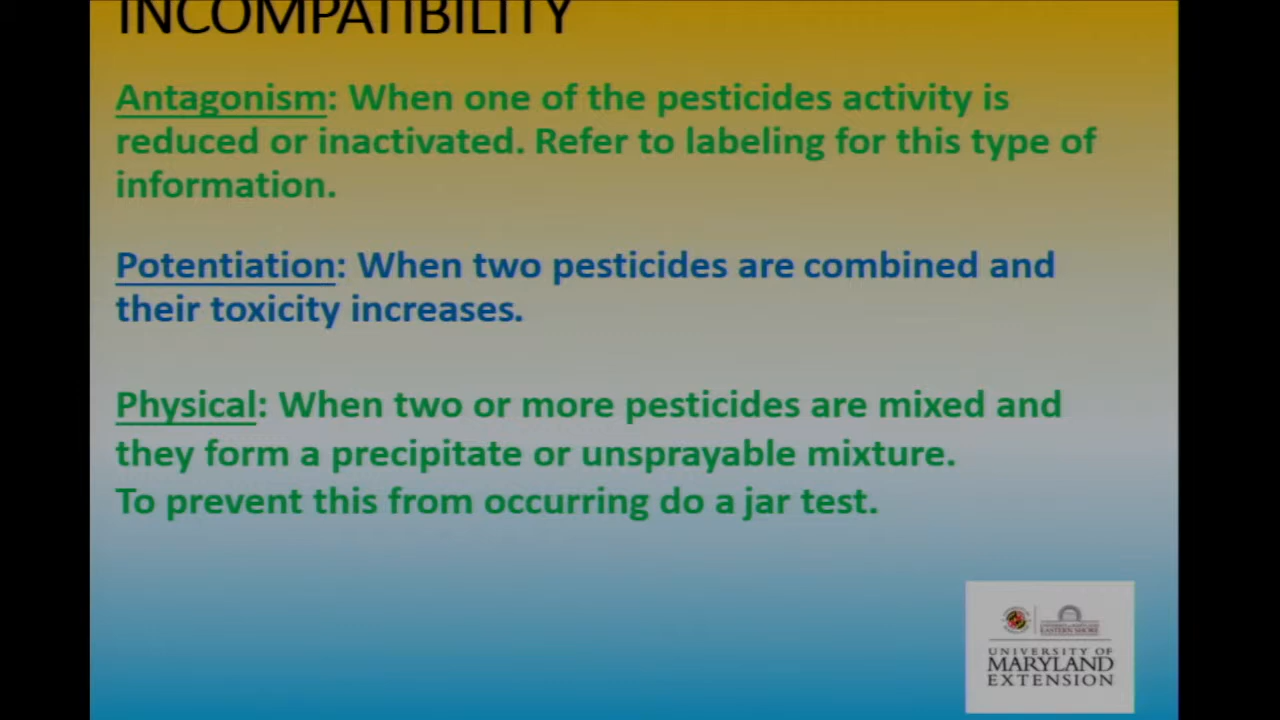 INCOMPATIBILITY
Antagonism: When one of the pesticides activity is
reduced or inactivated. Refer to labeling for this type of
information.
Potentiation: When two pesticides are combined and
their toxicity increases.
Physical: When two or more pesticides are mixed and
they form a precipitate or unsprayable mixture.
To prevent this from occurring do a jar test.
EASTERN SHORE
UNIVERSITY OF
MARYLAND
EXTENSION